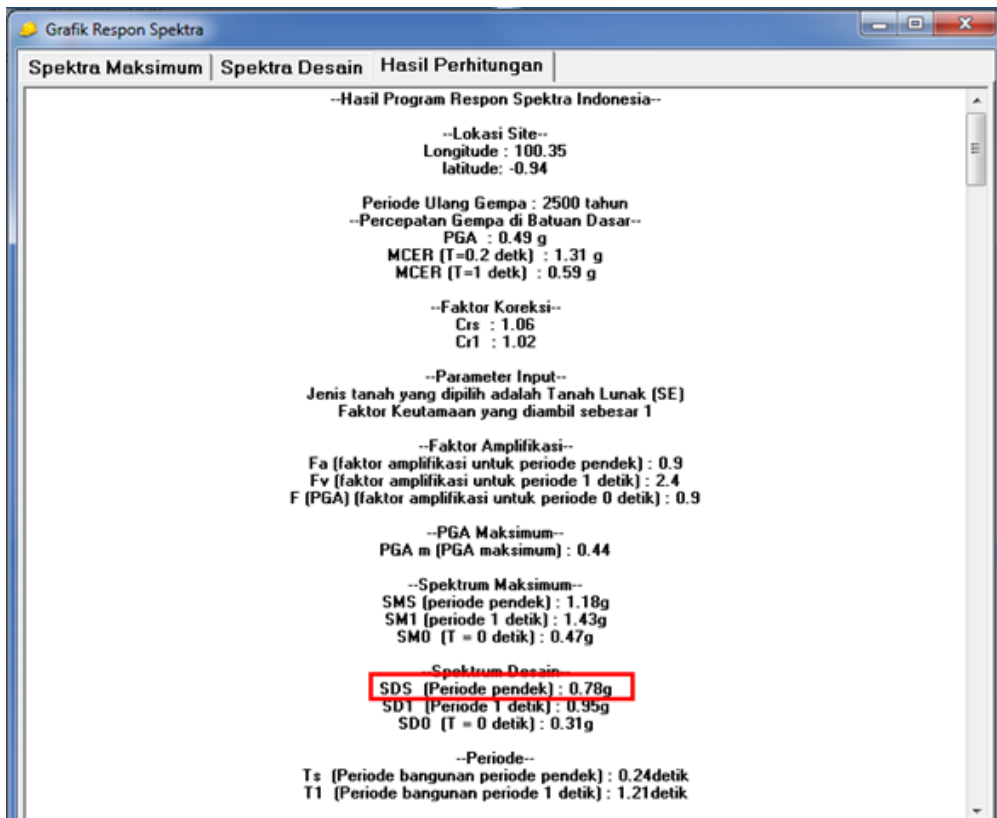 Grafik Respon Spektra
Spektra Maksimum Spektra Desain Hasil Perhitungan
--Hasil Program Respon Spektra Indonesia--
--Lokasi Site--
Longitude : 100.35
latitude: -0.94
Periode Ulang Gempa : 2500 tahun
--Percepatan Gempa di Batuan Dasar--
PGA : 0.49 g
MCER (T=0.2 detk) : 1.31 g
MCER (T=1 detk) : 0.59 g
--Faktor Koreksi--
Crs : 1.06
Cr1 : 1.02
--Parameter Input--
Jenis tanah yang dipilih adalah Tanah Lunak (SE)
Faktor Keutamaan yang diambil sebesar 1
--Faktor Amplifikasi--
Fa (faktor amplifikasi untuk periode pendek) : 0.9
Fv (faktor amplifikasi untuk periode 1 detik) : 2.4
F (PGA) (faktor amplifikasi untuk periode 0 detik) : 0.9
--PGA Maksimum--
PGA m (PGA maksimum) : 0.44
--Spektrum Maksimum--
SMS (periode pendek) : 1.18g
SM1 (periode 1 detik) : 1.43g
SM0 (T = 0 detik) : 0.47g
--Spektrum Desain--
SDS (Periode pendek) : 0.78g
SD1 (Periode 1 detik) : 0.95g
SD0 (T = 0 detik) : 0.31g
--Periode--
Ts (Periode bangunan periode pendek) : 0.24detik
T1 (Periode bangunan periode 1 detik) : 1.21detik